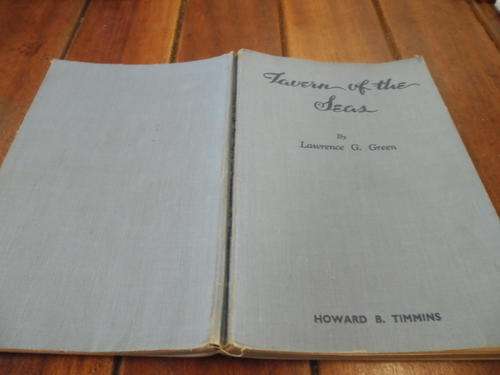 Tavern of the
Seas
By
Lawrence G. Green
HOWARD B. TIMMINS